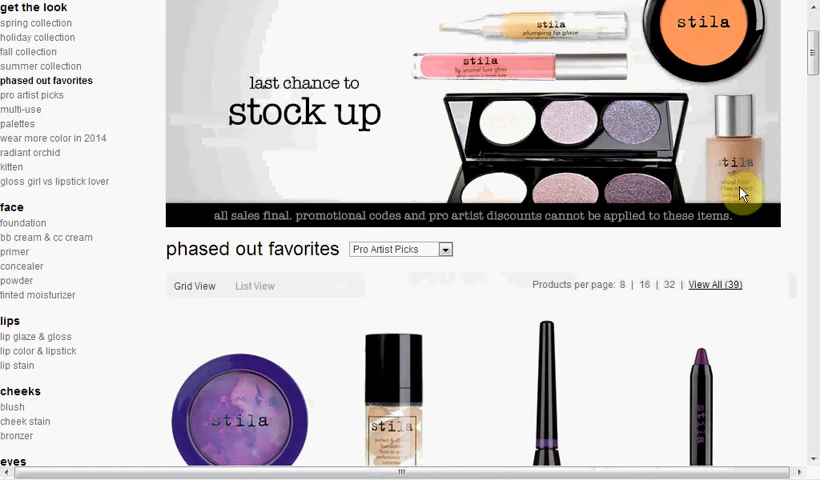 get the look
spring collection
holiday collection
fall collection
summer collection
phased out favorites
pro artist picks
multi-use
palettes
wear more color in 2014
radiant orchid
kitten
gloss girl vs lipstick lover
face
foundation
bb cream & cc cream
primer
concealer
powder
tinted moisturizer
lips
lip glaze & gloss
lip color & lipstick
lip stain
cheeks
blush
cheek stain
bronzer
eyes
last chance to
stock up
stila
plumping lip glaze
stila
lip enamel luxe gloss
stila
stila
all sales final. promotional codes and pro artist discounts cannot be applied to these items.
phased out favorites
Pro Artist Picks
Grid View
List View
Products per page: 8 | 16 | 32 | View All (39)
stila
stila
stila